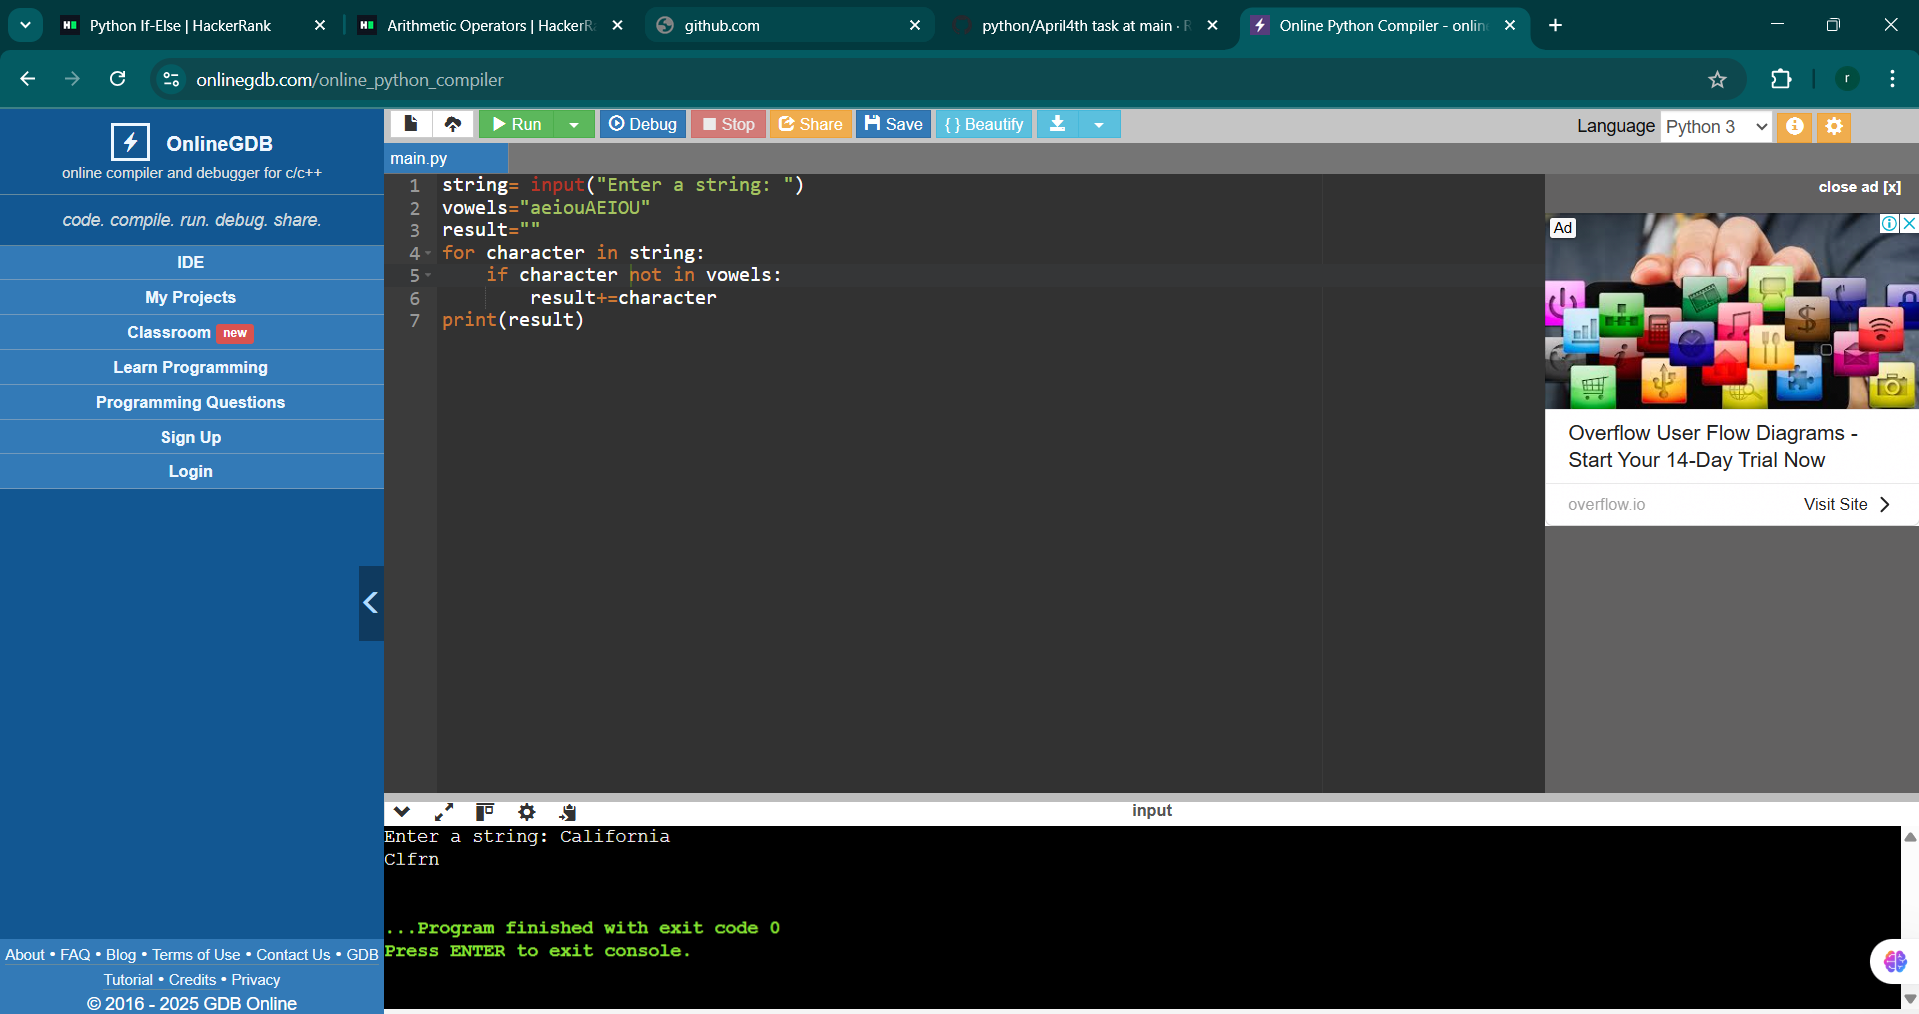 Python If-Else | HackerRank
Arithmetic Operators | HackerRa
github.com
python/April4th task at main · R
Online Python Compiler - online
onlinegdb.com/online_python_compiler
r
OnlineGDB
online compiler and debugger for c/c++
code. compile. run. debug. share.
IDE
My Projects
Classroom new
Learn Programming
Programming Questions
Sign Up
Login
About • FAQ • Blog • Terms of Use • Contact Us • GDB
Tutorial • Credits • Privacy
© 2016 - 2025 GDB Online
Run
Debug
Stop
Share
Save
{ } Beautify
Language Python 3
main.py
1 string= input("Enter a string: ")
2 vowels="aeiouAEIOU"
3 result=""
4 for character in string:
5 if character not in vowels:
6 result+=character
7 print(result)
close ad [x]
Ad
Overflow User Flow Diagrams -
Start Your 14-Day Trial Now
overflow.io
Visit Site
input
Enter a string: California
Clfrn
...Program finished with exit code 0
Press ENTER to exit console.